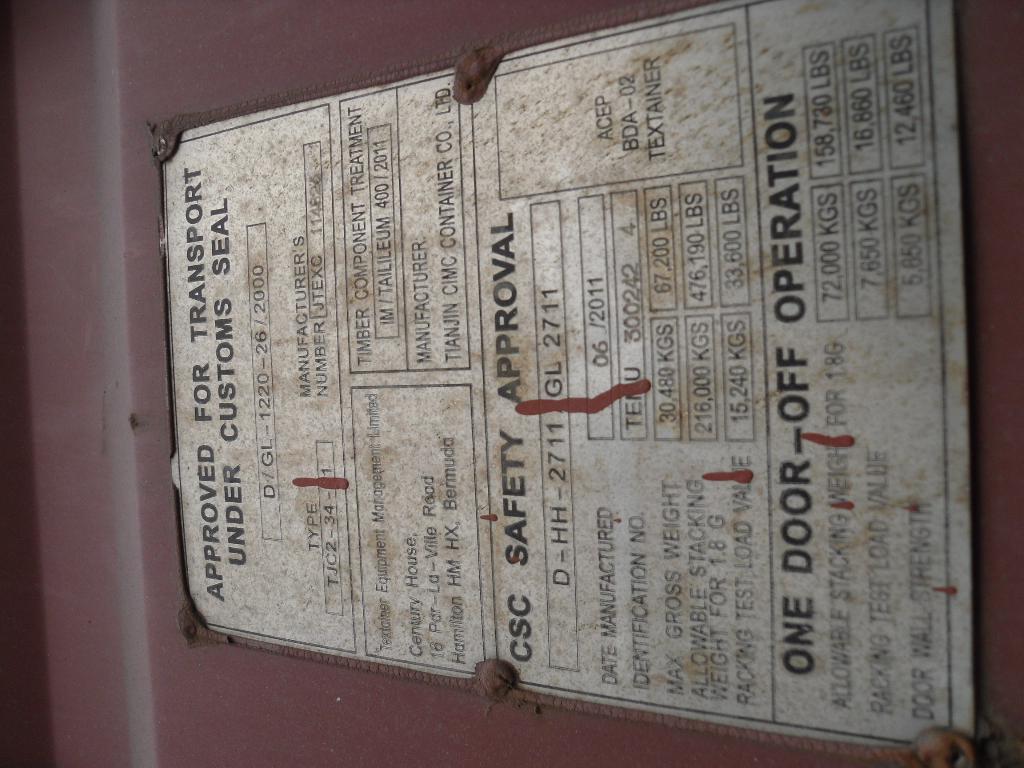 APPROVED FOR TRANSPORT
UNDER CUSTOMS SEAL
D/GL-1220-26/2000
TYPE
TJC2-34-
MANUFACTURERS
NUMBER JTEXC
Textainer Equipment Management Limited
Century House,
16 Par-La-Ville Road
Hamilton HM HX, Bermuda
TIMBER COMPONENT TREATMENT
IM/TALILEUM 400/2011
MANUFACTURER.
TIANJIN CIMC CONTAINER CO., LTD.
CSC SAFETY APPROVAL
D-HH-2711 GL 2711
ACEP
BDA-02
TEXTAINER
DATE MANUFACTURED 06/2011
IDENTIFICATION NO. TEMU 300242 4
MAX. GROSS WEIGHT 30,480 KGS 67,200 LBS
ALLOWABLE STACKING
WEIGHT FOR 1.8 G 216,000 KGS 476,190 LBS
RACKING TEST LOAD VALUE 15,240 KGS 33,600 LBS
ONE DOOR-OFF OPERATION
ALLOWABLE STACKING WEIGHT FOR 1.8G 72,000 KGS 158,730 LBS
RACKING TEST LOAD VALUE 7,650 KGS 16,860 LBS
DOOR WALL STRENGTH 5,650 KGS 12,460 LBS